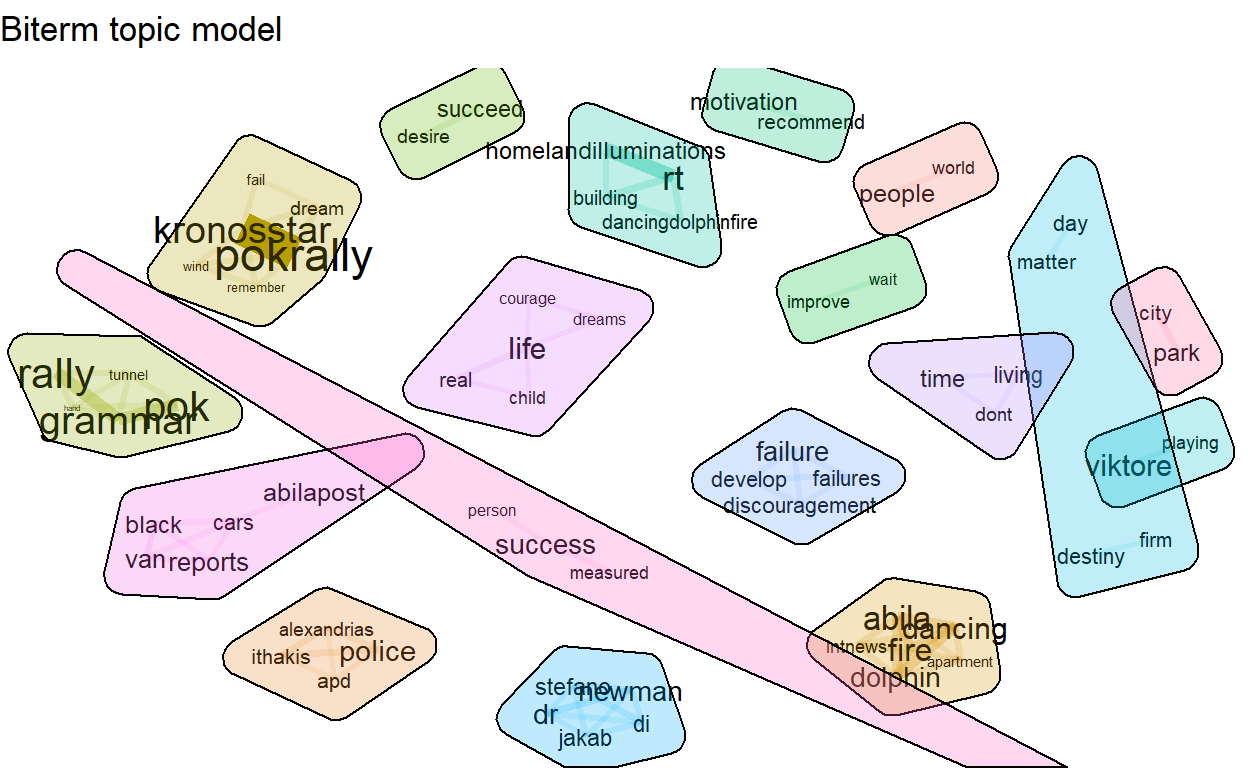 Biterm topic model
succeed
desire
motivation
recommend
homelandilluminations
rt
building
dancingdolphinfire
world
people
fail
dream
kronosstar
pokrally
wind
remember
day
matter
wait
improve
courage
dreams
life
real
child
city
park
rally
tunnel
hand
pok
grammar
time
living
dont
failure
develop
failures
discouragement
playing
viktore
abilapost
black
cars
van
reports
person
success
measured
firm
destiny
alexandrias
ithakis
police
apd
abila
dancing
intnews
fire
apartment
dolphin
stefano
newman
dr
di
jakab